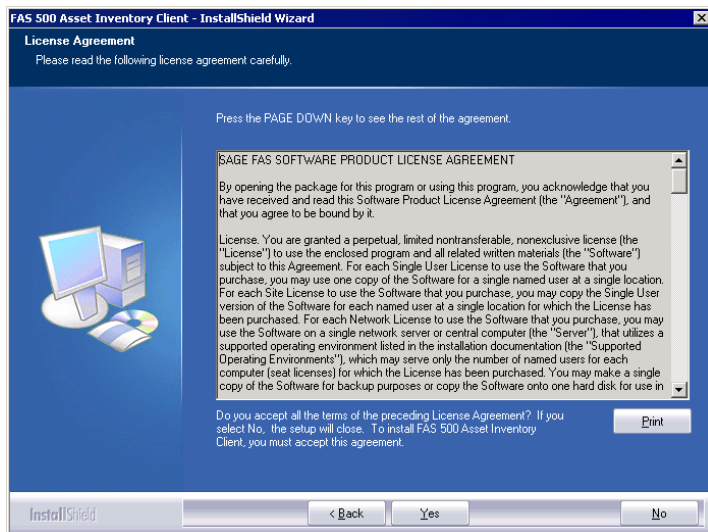 FAS 500 Asset Inventory Client - InstallShield Wizard
License Agreement
Please read the following license agreement carefully.
Press the PAGE DOWN key to see the rest of the agreement.
SAGE FAS SOFTWARE PRODUCT LICENSE AGREEMENT
By opening the package for this program or using this program, you acknowledge that you
have received and read this Software Product License Agreement (the "Agreement"), and
that you agree to be bound by it.
License. You are granted a perpetual, limited nontransferable, nonexclusive license (the
"License") to use the enclosed program and all related written materials (the "Software")
subject to this Agreement. For each Single User License to use the Software that you
purchase, you may use one copy of the Software for a single named user at a single location.
For each Site License to use the Software that you purchase, you may copy the Single User
version of the Software for each named user at a single location for which the License has
been purchased. For each Network License to use the Software that you purchase, you may
use the Software on a single network server or central computer (the "Server"), that utilizes a
supported operating environment listed in the installation documentation (the "Supported
Operating Environments"), which may serve only the number of named users for each
computer (seat licenses) for which the License has been purchased. You may make a single
copy of the Software for backup purposes or copy the Software onto one hard disk for use in
Do you accept all the terms of the preceding License Agreement? If you
select No, the setup will close. To install FAS 500 Asset Inventory
Client, you must accept this agreement.
Print
InstallShield
< Back
Yes
No